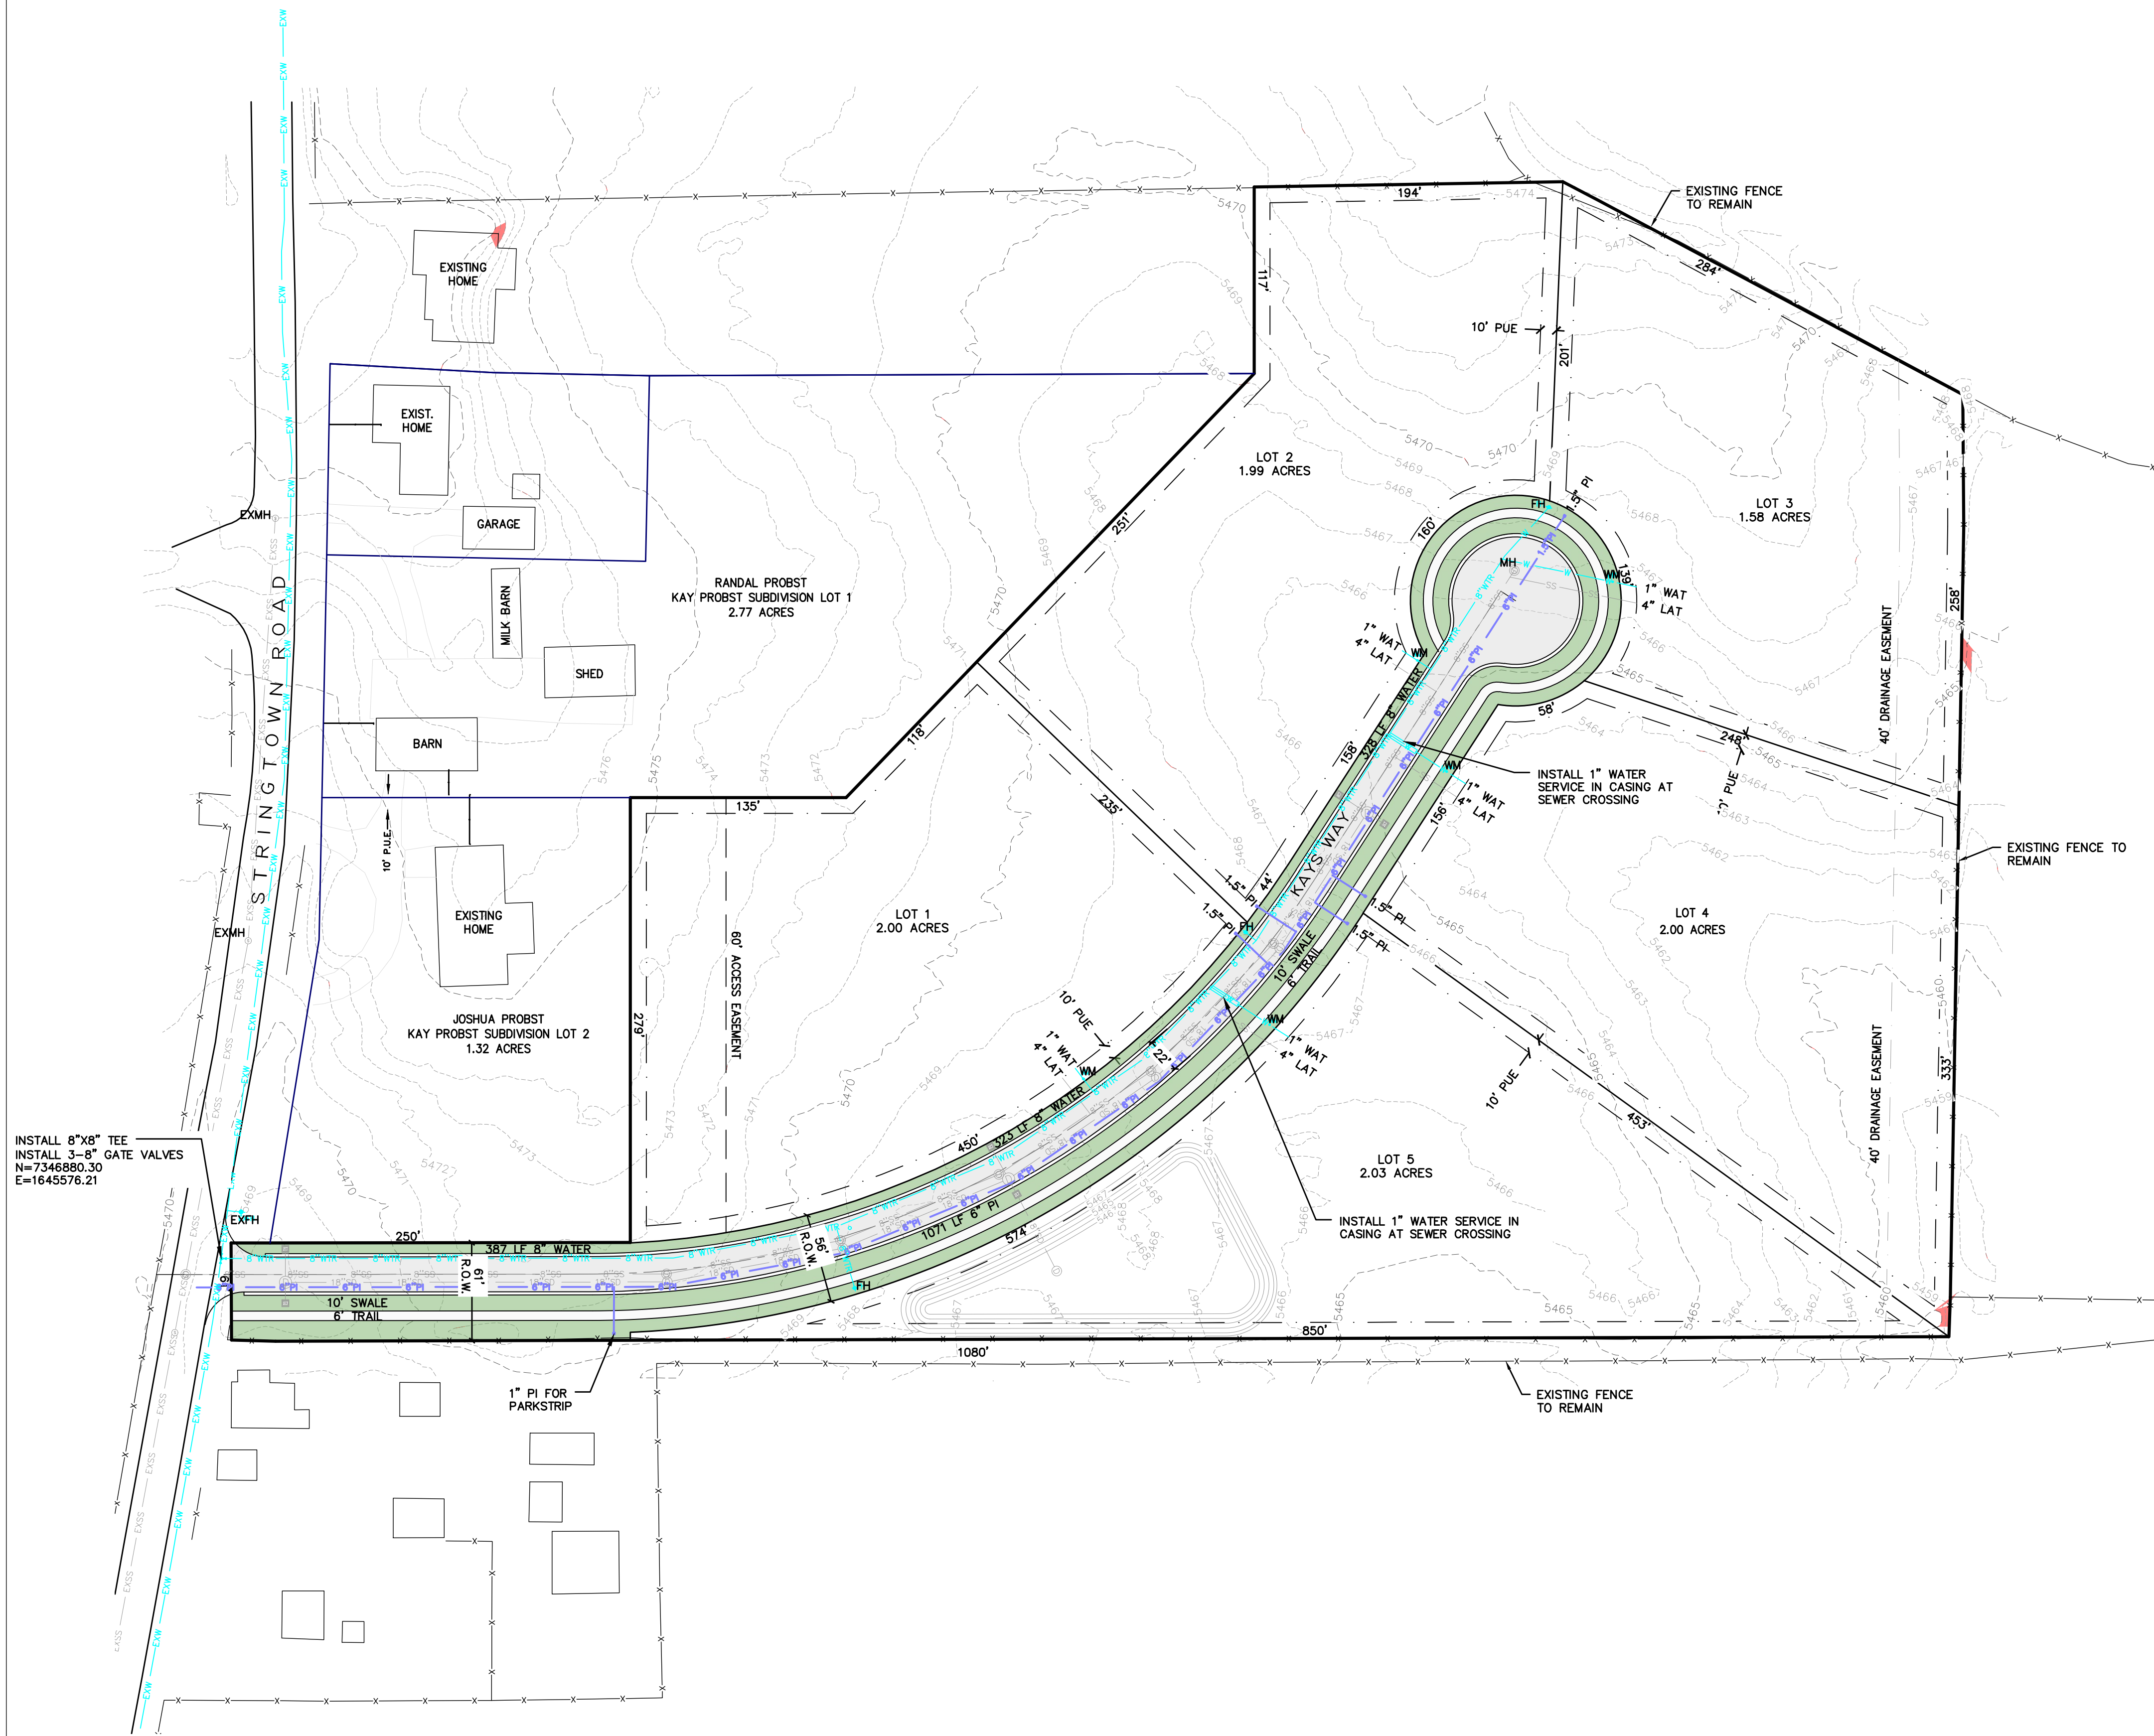 EXISTING FENCE
TO REMAIN
194'
284'
117'
201'
10' PUE
EXISTING
HOME
EXIST.
HOME
GARAGE
MILK BARN
SHED
BARN
10' P.U.E.
EXISTING
HOME
EXMH
EXMH
STRINGTOWN ROAD
EXW
EXSS
RANDAL PROBST
KAY PROBST SUBDIVISION LOT 1
2.77 ACRES
JOSHUA PROBST
KAY PROBST SUBDIVISION LOT 2
1.32 ACRES
LOT 2
1.99 ACRES
LOT 3
1.58 ACRES
LOT 1
2.00 ACRES
LOT 4
2.00 ACRES
LOT 5
2.03 ACRES
251'
118'
135'
279'
60' ACCESS EASEMENT
235'
160'
139'
FH
1.5" PI
MH
WM
1" WAT
4" LAT
1" WAT
4" LAT
WM
328 LF 8" WATER
158'
58'
248'
258'
40' DRAINAGE EASEMENT
INSTALL 1" WATER
SERVICE IN CASING AT
SEWER CROSSING
WM
1" WAT
4" LAT
156'
KAYS WAY
44'
1.5" PI
1.5" PI
FH
1.5" PI
1.5" PI
10' SWALE
6' TRAIL
EXISTING FENCE TO
REMAIN
40' DRAINAGE EASEMENT
333'
453'
10' PUE
10' PUE
1" WAT
4" LAT
WM
22'
WM
1" WAT
4" LAT
323 LF 8" WATER
450'
1071 LF 6" PI
574'
INSTALL 1" WATER SERVICE IN
CASING AT SEWER CROSSING
INSTALL 8"X8" TEE
INSTALL 3-8" GATE VALVES
N=7346880.30
E=1645576.21
EXFH
250'
387 LF 8" WATER
61'
R.O.W.
56'
R.O.W.
FH
10' SWALE
6' TRAIL
850'
1080'
1" PI FOR
PARKSTRIP
EXISTING FENCE
TO REMAIN